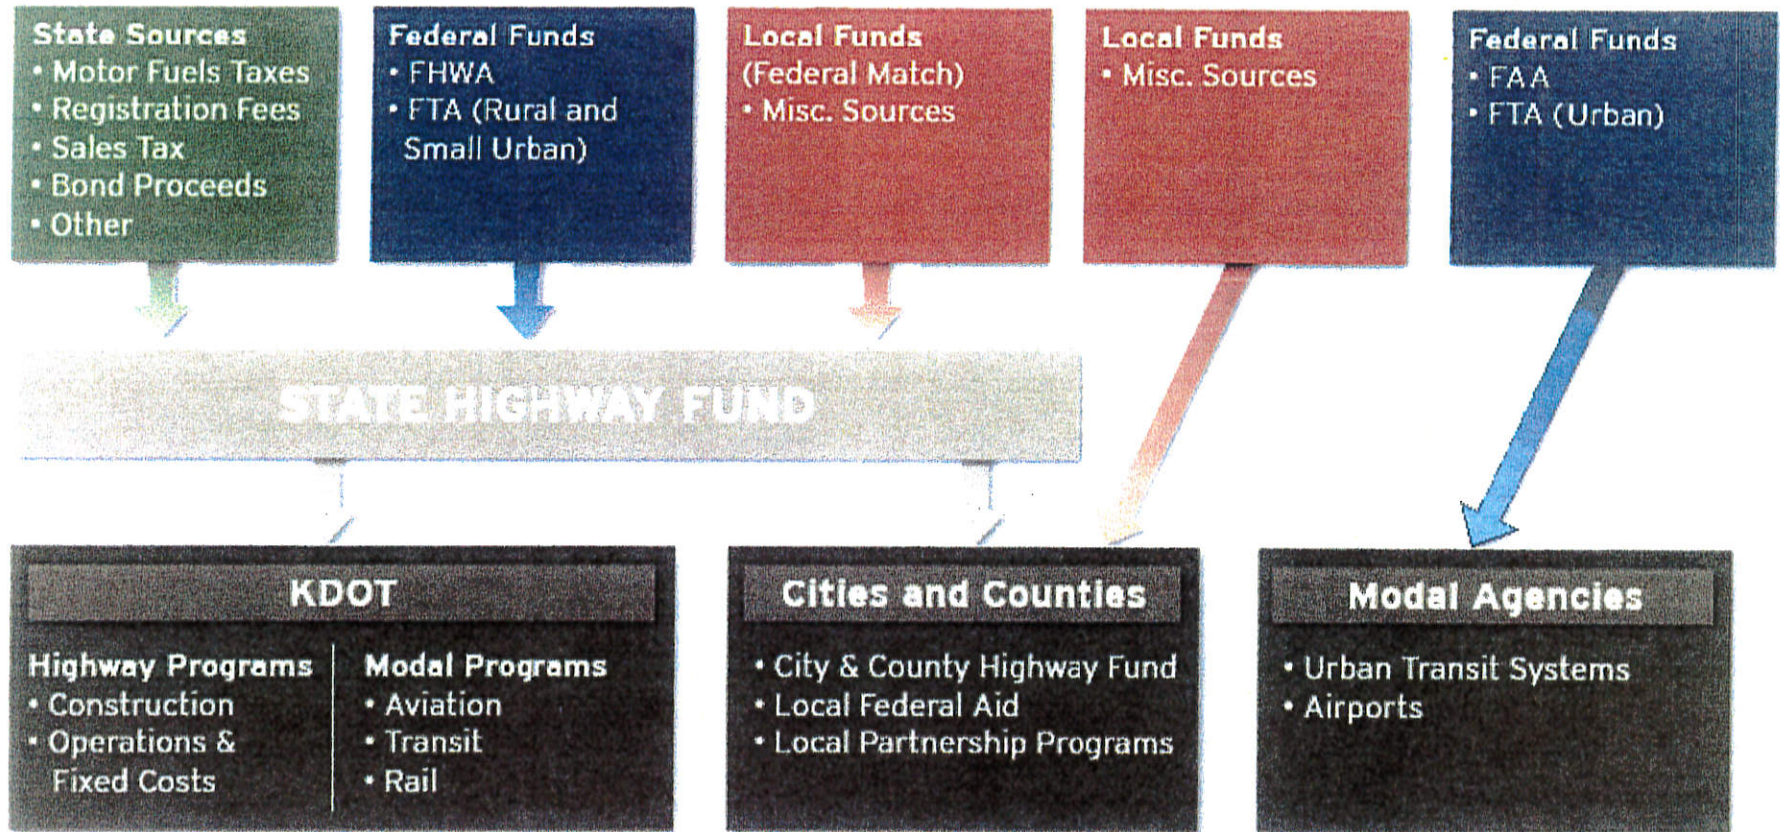 State Sources
• Motor Fuels Taxes
• Registration Fees
• Sales Tax
• Bond Proceeds
• Other
Federal Funds
• FHWA
• FTA (Rural and
Small Urban)
Local Funds
(Federal Match)
• Misc. Sources
Local Funds
• Misc. Sources
Federal Funds
• FAA
• FTA (Urban)
STATE HIGHWAY FUND
KDOT
Highway Programs
• Construction
• Operations &
Fixed Costs
Modal Programs
• Aviation
• Transit
• Rail
Cities and Counties
• City & County Highway Fund
• Local Federal Aid
• Local Partnership Programs
Modal Agencies
• Urban Transit Systems
• Airports